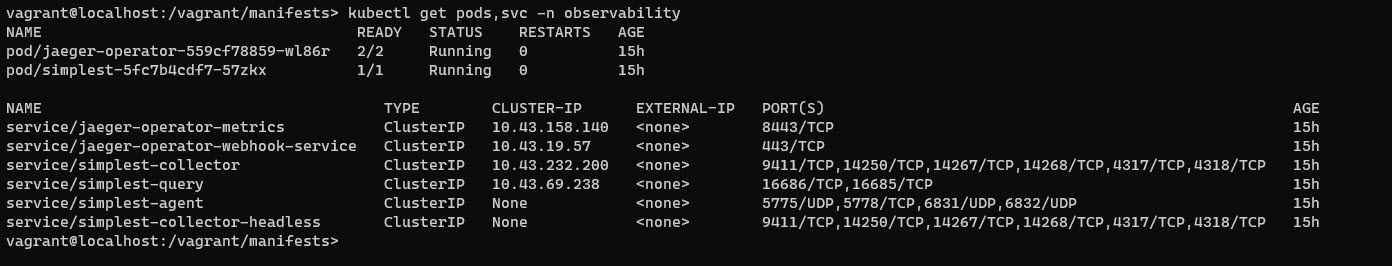 vagrant@localhost:/vagrant/manifests> kubectl get pods,svc -n observability
NAME                                   READY   STATUS    RESTARTS   AGE
pod/jaeger-operator-559cf78859-wl86r   2/2     Running   0          15h
pod/simplest-5fc7b4cdf7-57zkx          1/1     Running   0          15h

NAME                                      TYPE        CLUSTER-IP      EXTERNAL-IP   PORT(S)                                                    AGE
service/jaeger-operator-metrics           ClusterIP   10.43.158.140   <none>        8443/TCP                                                   15h
service/jaeger-operator-webhook-service   ClusterIP   10.43.19.57     <none>        443/TCP                                                    15h
service/simplest-collector                ClusterIP   10.43.232.200   <none>        9411/TCP,14250/TCP,14267/TCP,14268/TCP,4317/TCP,4318/TCP   15h
service/simplest-query                    ClusterIP   10.43.69.238    <none>        16686/TCP,16685/TCP                                        15h
service/simplest-agent                    ClusterIP   None            <none>        5775/UDP,5778/TCP,6831/UDP,6832/UDP                        15h
service/simplest-collector-headless       ClusterIP   None            <none>        9411/TCP,14250/TCP,14267/TCP,14268/TCP,4317/TCP,4318/TCP   15h
vagrant@localhost:/vagrant/manifests>